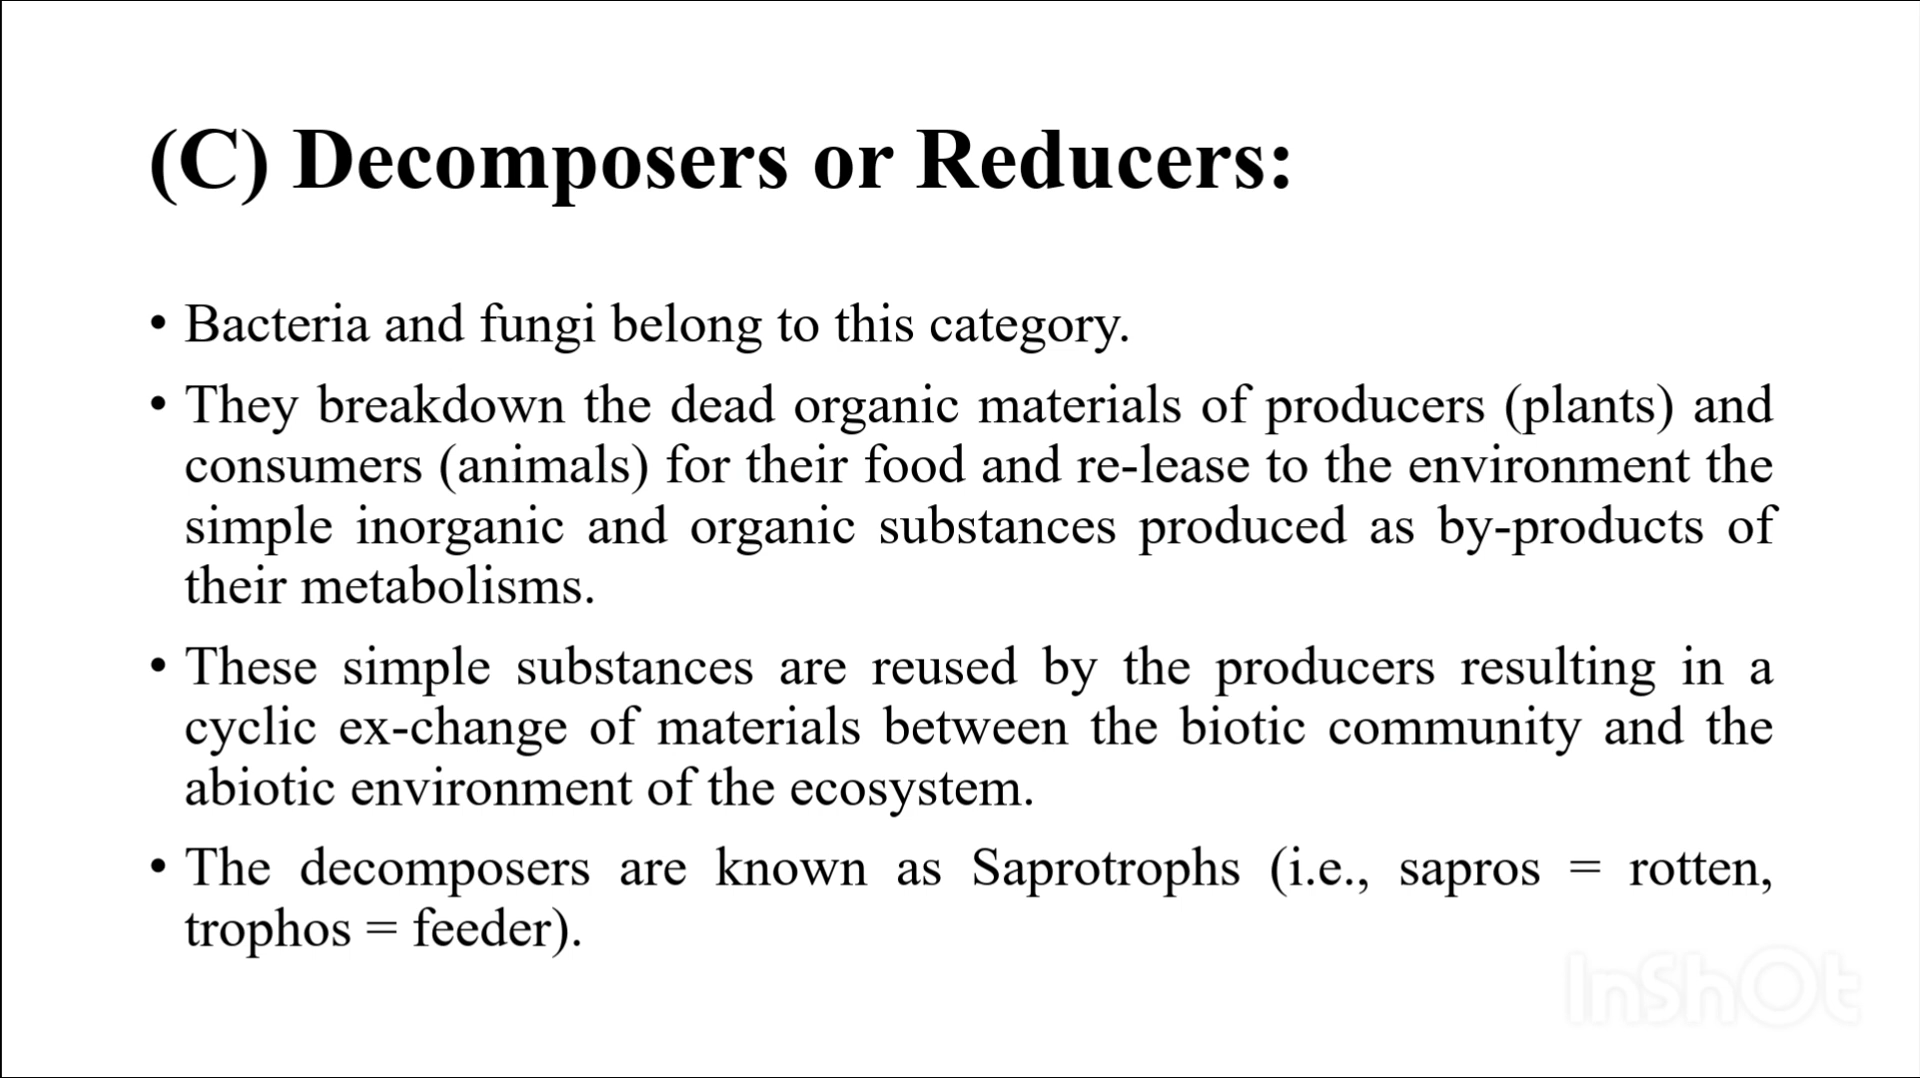 (C) Decomposers or Reducers:
• Bacteria and fungi belong to this category.
• They breakdown the dead organic materials of producers (plants) and
consumers (animals) for their food and re-lease to the environment the
simple inorganic and organic substances produced as by-products of
their metabolisms.
• These simple substances are reused by the producers resulting in a
cyclic ex-change of materials between the biotic community and the
abiotic environment of the ecosystem.
• The decomposers are known as Saprotrophs (i.e., sapros = rotten,
trophos = feeder).
InShOt